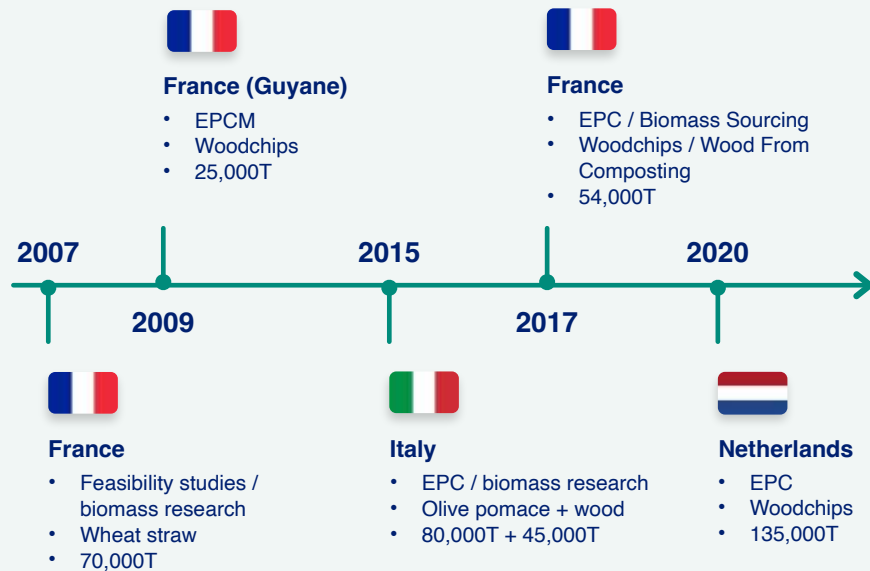 France (Guyane)
• EPCM
• Woodchips
• 25,000T
France
• EPC / Biomass Sourcing
• Woodchips / Wood From
Composting
• 54,000T
2007
2009
2015
2017
2020
France
• Feasibility studies /
biomass research
• Wheat straw
• 70,000T
Italy
• EPC / biomass research
• Olive pomace + wood
• 80,000T + 45,000T
Netherlands
• EPC
• Woodchips
• 135,000T